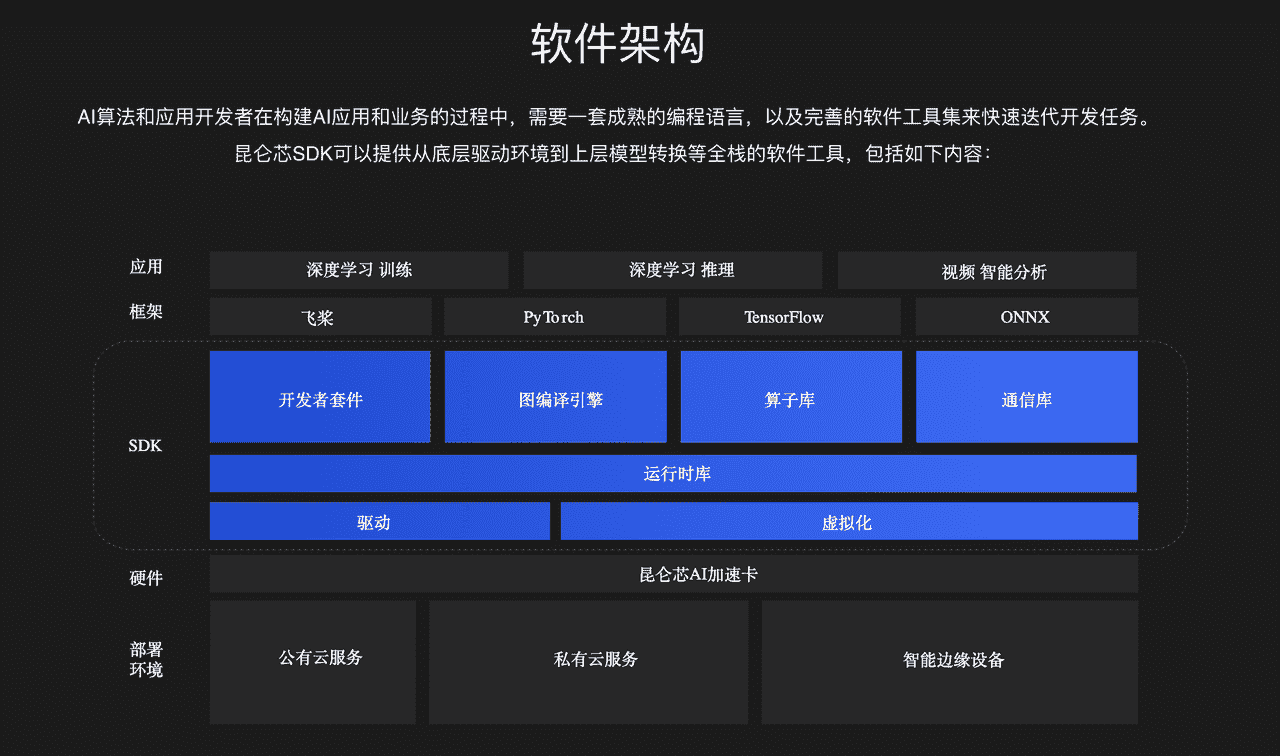 软件架构
AI算法和应用开发者在构建AI应用和业务的过程中，需要一套成熟的编程语言，以及完善的软件工具集来快速迭代开发任务。
昆仑芯SDK可以提供从底层驱动环境到上层模型转换等全栈的软件工具，包括如下内容：
应用
深度学习 训练
深度学习 推理
视频 智能分析
框架
飞桨
PyTorch
TensorFlow
ONNX
SDK
开发者套件
图编译引擎
算子库
通信库
运行时库
驱动
虚拟化
硬件
昆仑芯AI加速卡
部署
环境
公有云服务
私有云服务
智能边缘设备